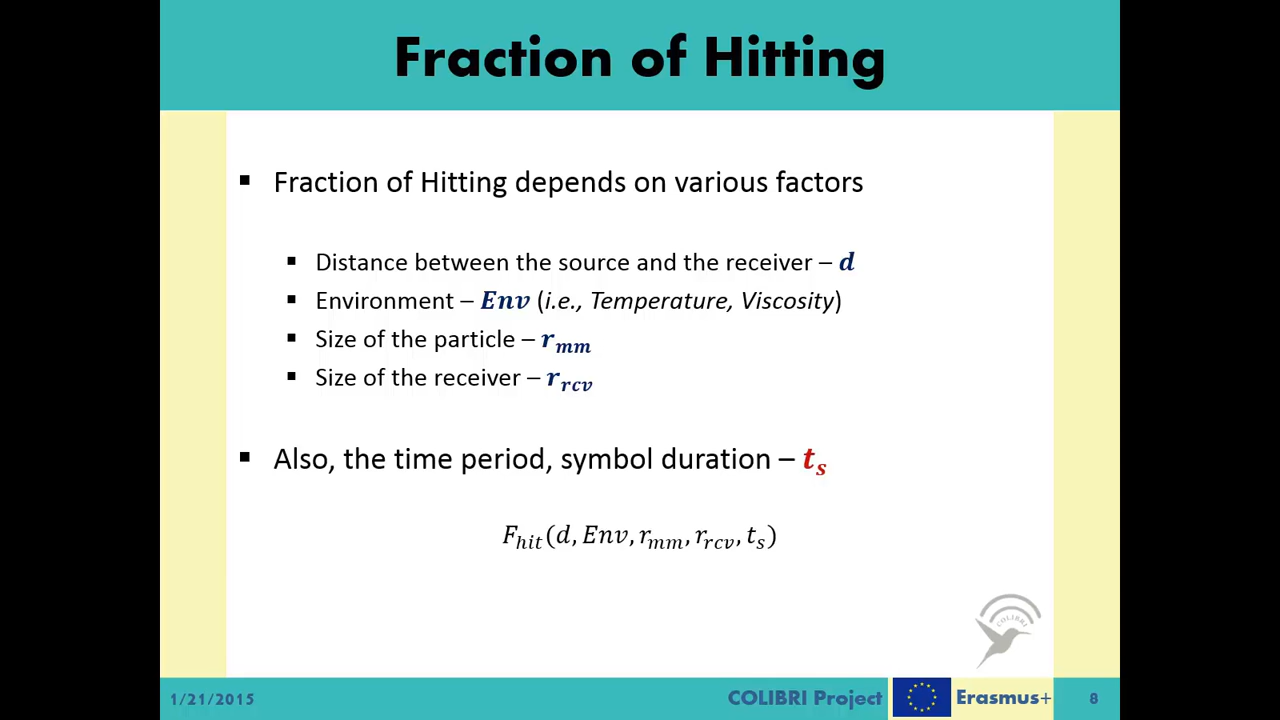 Fraction of Hitting
▪ Fraction of Hitting depends on various factors
▪ Distance between the source and the receiver – d
▪ Environment – Env (i.e., Temperature, Viscosity)
▪ Size of the particle – r_mm
▪ Size of the receiver – r_rcv
▪ Also, the time period, symbol duration – t_s
F_hit(d, Env, r_mm, r_rcv, t_s)
COLIBRI
1/21/2015 COLIBRI Project Erasmus+ 8